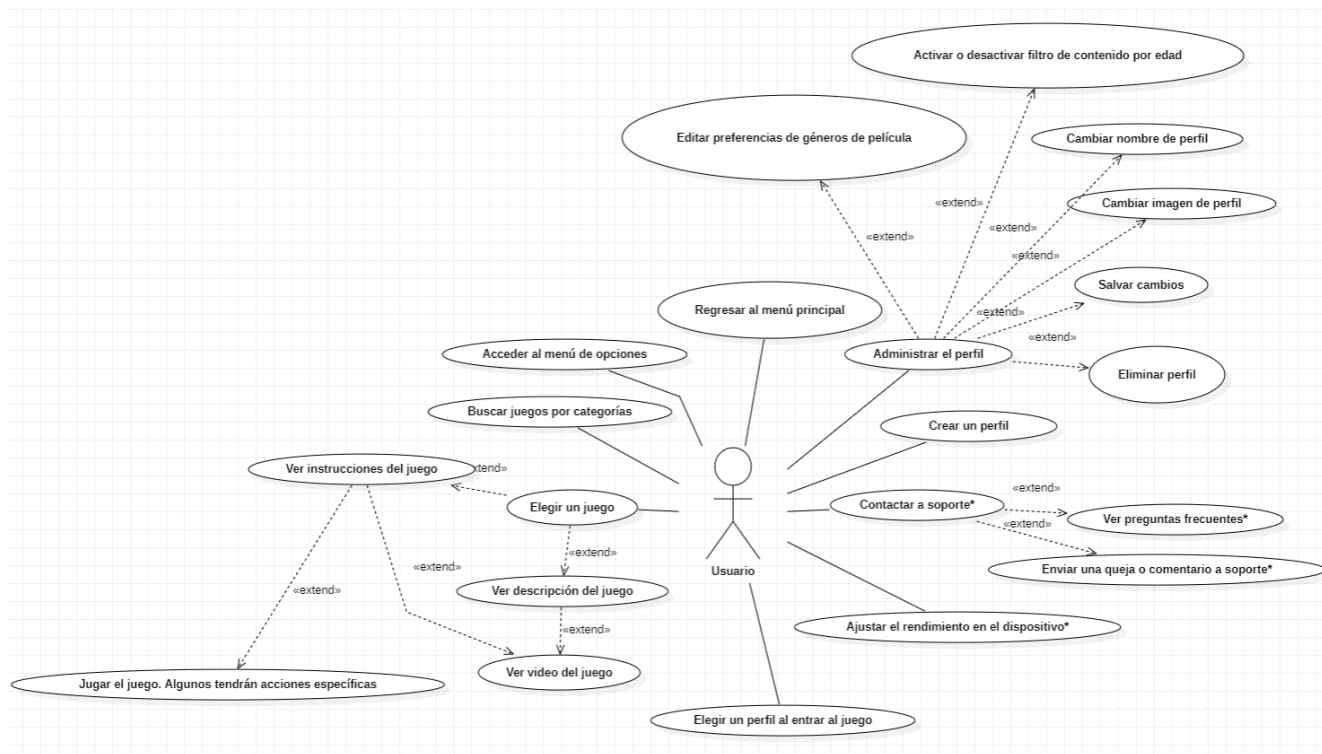 Activar o desactivar filtro de contenido por edad
Editar preferencias de géneros de película
Cambiar nombre de perfil
Cambiar imagen de perfil
«extend»
«extend»
«extend»
«extend»
Salvar cambios
Regresar al menú principal
«extend»
«extend»
Acceder al menú de opciones
Administrar el perfil
Eliminar perfil
Buscar juegos por categorías
Crear un perfil
Ver instrucciones del juego
xtend»
Elegir un juego
Contactar a soporte*
«extend»
Ver preguntas frecuentes*
«extend»
«extend»
«extend»
Usuario
Enviar una queja o comentario a soporte*
«extend»
Ver descripción del juego
«extend»
Ajustar el rendimiento en el dispositivo*
Ver video del juego
Jugar el juego. Algunos tendrán acciones específicas
Elegir un perfil al entrar al juego